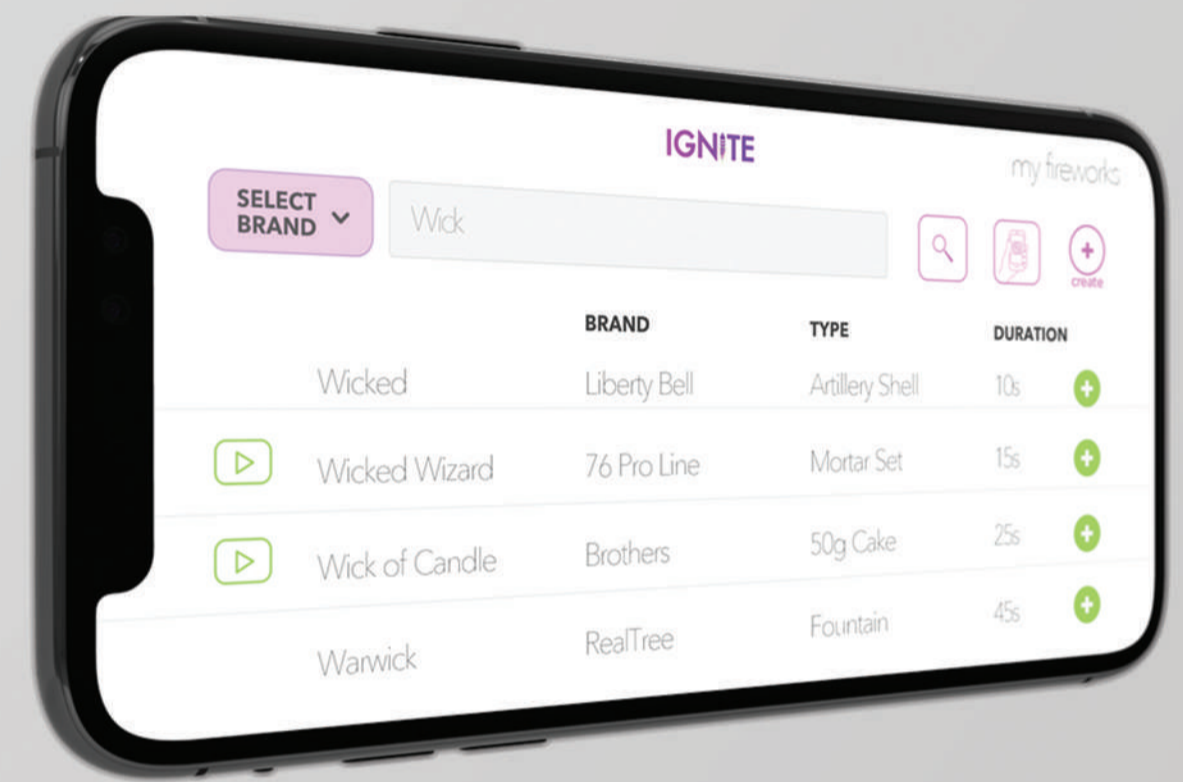 IGNITE
my fireworks
SELECT
BRAND
Wick
create
BRAND TYPE DURATION
Wicked Liberty Bell Artillery Shell 10s
Wicked Wizard 76 Pro Line Mortar Set 15s
Wick of Candle Brothers 50g Cake 25s
Warwick RealTree Fountain 45s